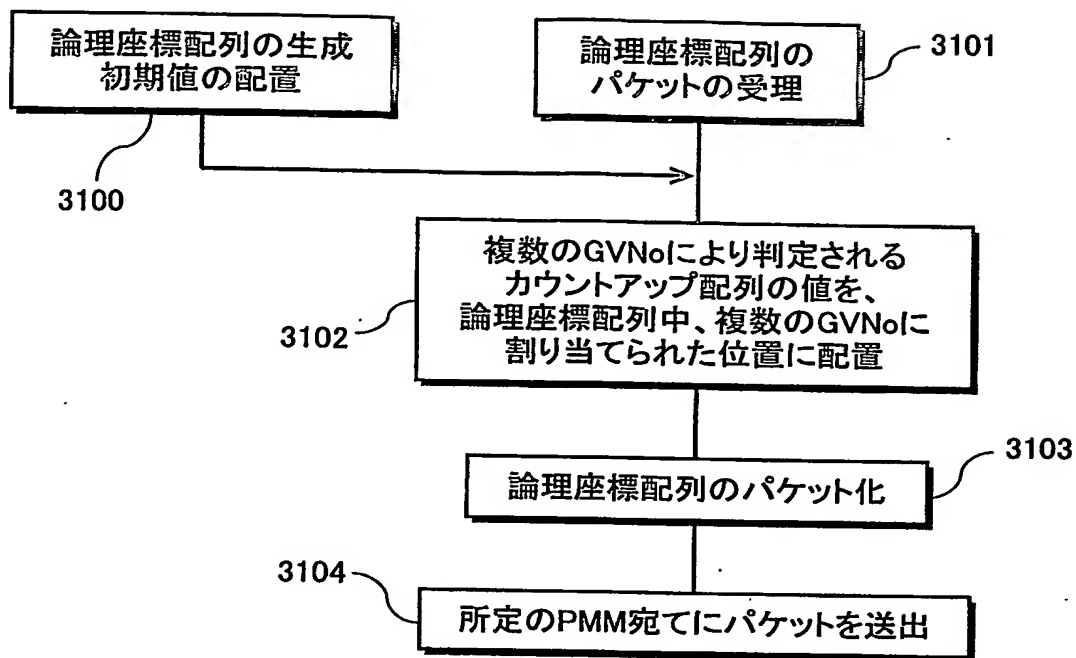 論理座標配列の生成
初期値の配置
3100
論理座標配列の
パケットの受理
3101
複数のGVNoにより判定される
カウントアップ配列の値を、
論理座標配列中、複数のGVNoに
割り当てられた位置に配置
3102
論理座標配列のパケット化
3103
所定のPMM宛てにパケットを送出
3104